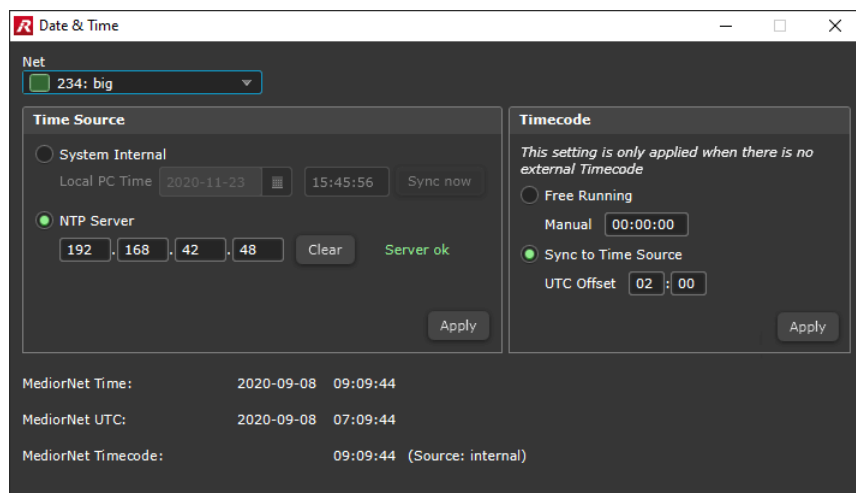 Date & Time
Net
234: big
Time Source
System Internal
Local PC Time 2020-11-23 15:45:56 Sync now
NTP Server
192 . 168 . 42 . 48 Clear Server ok
Apply
Timecode
This setting is only applied when there is no
external Timecode
Free Running
Manual 00:00:00
Sync to Time Source
UTC Offset 02 : 00
Apply
MediorNet Time: 2020-09-08 09:09:44
MediorNet UTC: 2020-09-08 07:09:44
MediorNet Timecode: 09:09:44 (Source: internal)